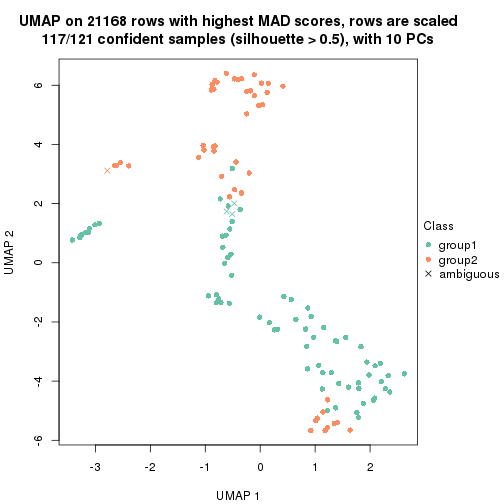 UMAP on 21168 rows with highest MAD scores, rows are scaled
117/121 confident samples (silhouette > 0.5), with 10 PCs
6
4
2
0
-2
-4
-6
UMAP 2
-3
-2
-1
0
1
2
UMAP 1
Class
group1
group2
ambiguous